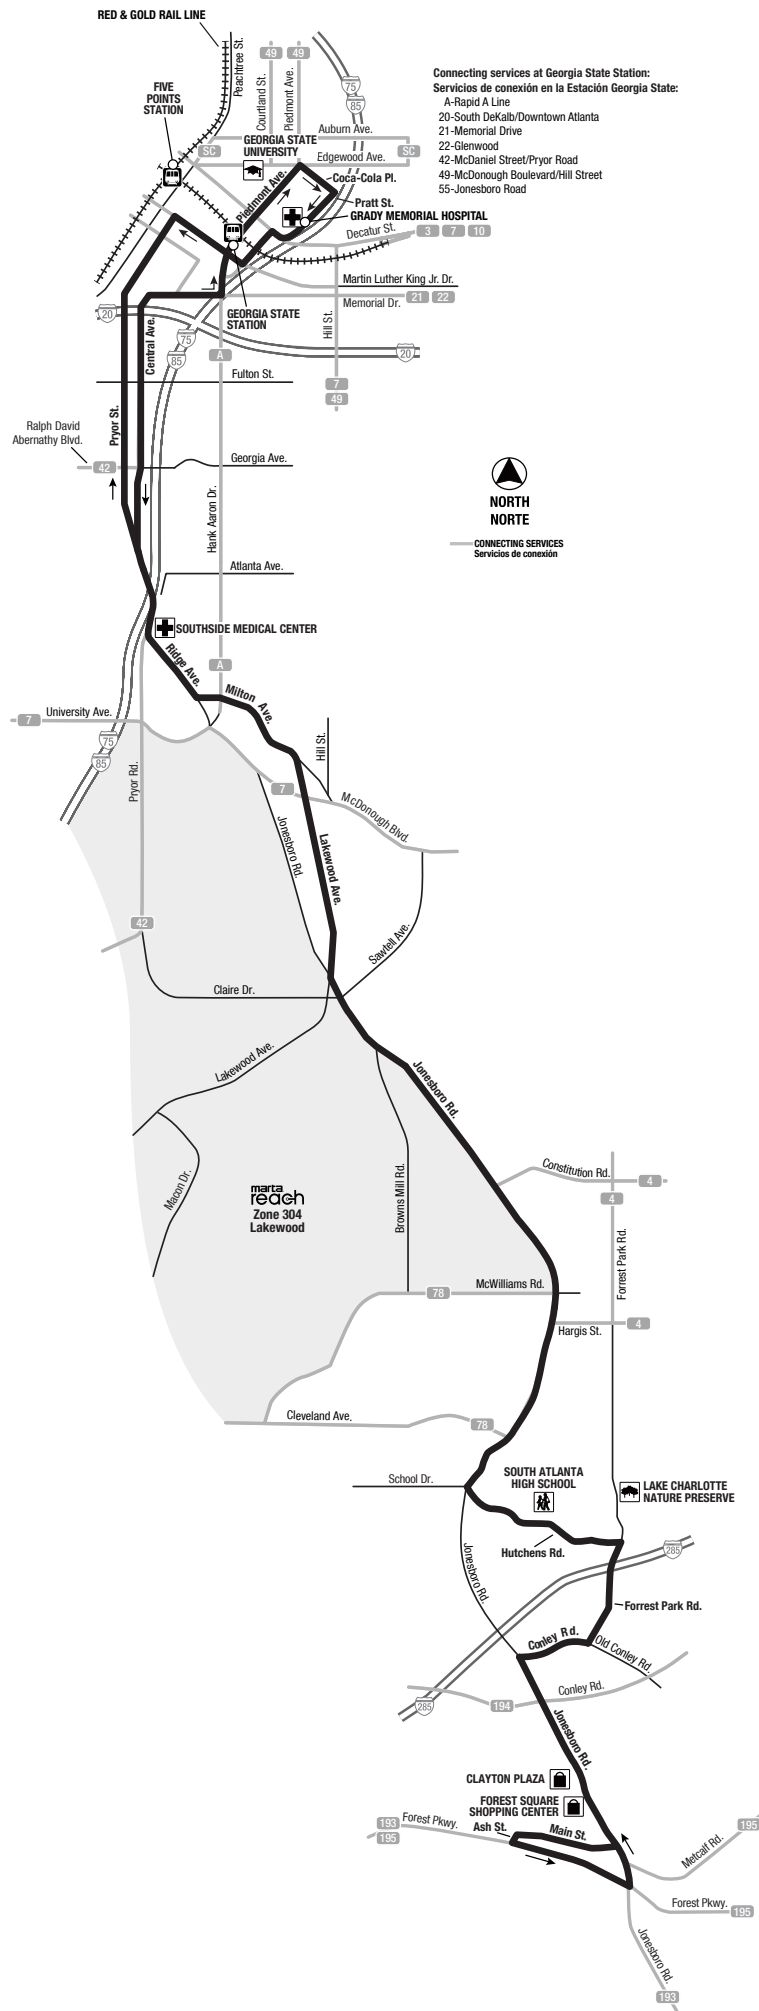 RED & GOLD RAIL LINE
Peachtree St.
49
49
75
85
Courtland St.
Piedmont Ave.
FIVE
POINTS
STATION
Connecting services at Georgia State Station:
Servicios de conexión en la Estación Georgia State:
A-Rapid A Line
20-South DeKalb/Downtown Atlanta
21-Memorial Drive
22-Glenwood
42-McDaniel Street/Pryor Road
49-McDonough Boulevard/Hill Street
55-Jonesboro Road
Auburn Ave.
SC
GEORGIA STATE
UNIVERSITY
SC
Edgewood Ave.
Piedmont Ave.
Coca-Cola Pl.
Pratt St.
GRADY MEMORIAL HOSPITAL
Decatur St.
3
7
10
Martin Luther King Jr. Dr.
Memorial Dr.
21
22
GEORGIA STATE
STATION
Hill St.
20
75
85
Central Ave.
A
20
Fulton St.
7
49
Pryor St.
Ralph David
Abernathy Blvd.
42
Georgia Ave.
Hank Aaron Dr.
NORTH
NORTE
CONNECTING SERVICES
Servicios de conexión
Atlanta Ave.
SOUTHSIDE MEDICAL CENTER
Ridge Ave.
A
Milton Ave.
7
University Ave.
75
85
Pryor Rd.
Hill St.
7
McDonough Blvd.
Jonesboro Rd.
Lakewood Ave.
42
Sawtell Ave.
Claire Dr.
Lakewood Ave.
Jonesboro Rd.
Macon Dr.
Browns Mill Rd.
marta
reach
Zone 304
Lakewood
Constitution Rd.
4
4
Forrest Park Rd.
McWilliams Rd.
78
Hargis St.
4
Cleveland Ave.
78
School Dr.
SOUTH ATLANTA
HIGH SCHOOL
LAKE CHARLOTTE
NATURE PRESERVE
Hutchens Rd.
Jonesboro Rd.
285
Forrest Park Rd.
Conley Rd.
Old Conley Rd.
Conley Rd.
285
194
Jonesboro Rd.
CLAYTON PLAZA
FOREST SQUARE
SHOPPING CENTER
193
195
Forest Pkwy.
Ash St.
Main St.
195
Metcalf Rd.
Forest Pkwy.
195
Jonesboro Rd.
193